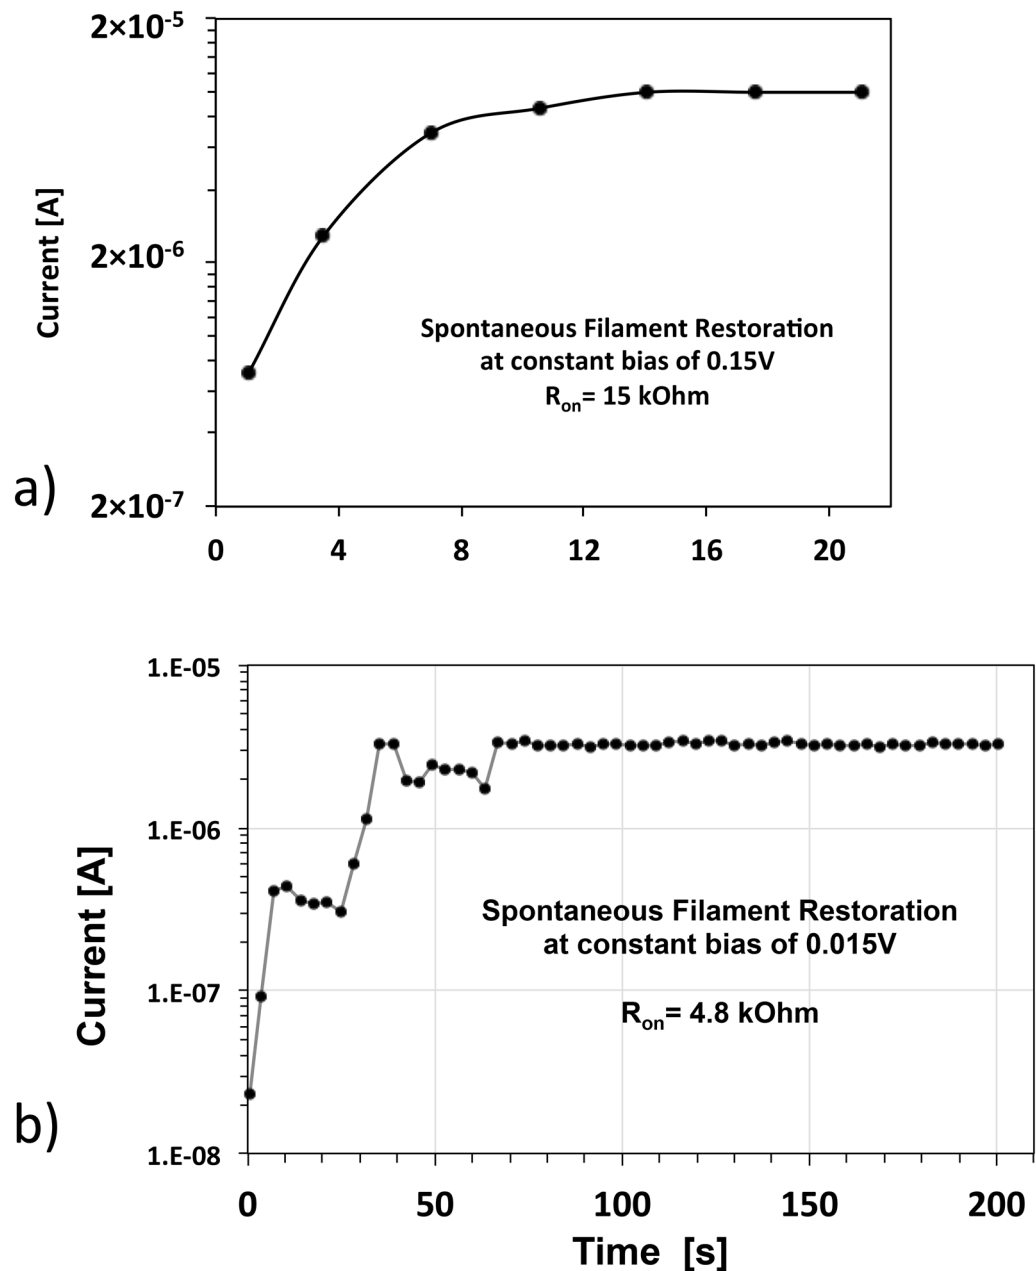 2×10-5
2×10-6
2×10-7
Current [A]
Spontaneous Filament Restoration
at constant bias of 0.15V
Ron= 15 kOhm
a)
0 4 8 12 16 20
1.E-05
1.E-06
1.E-07
1.E-08
Current [A]
Spontaneous Filament Restoration
at constant bias of 0.015V
Ron= 4.8 kOhm
b)
0 50 100 150 200
Time [s]